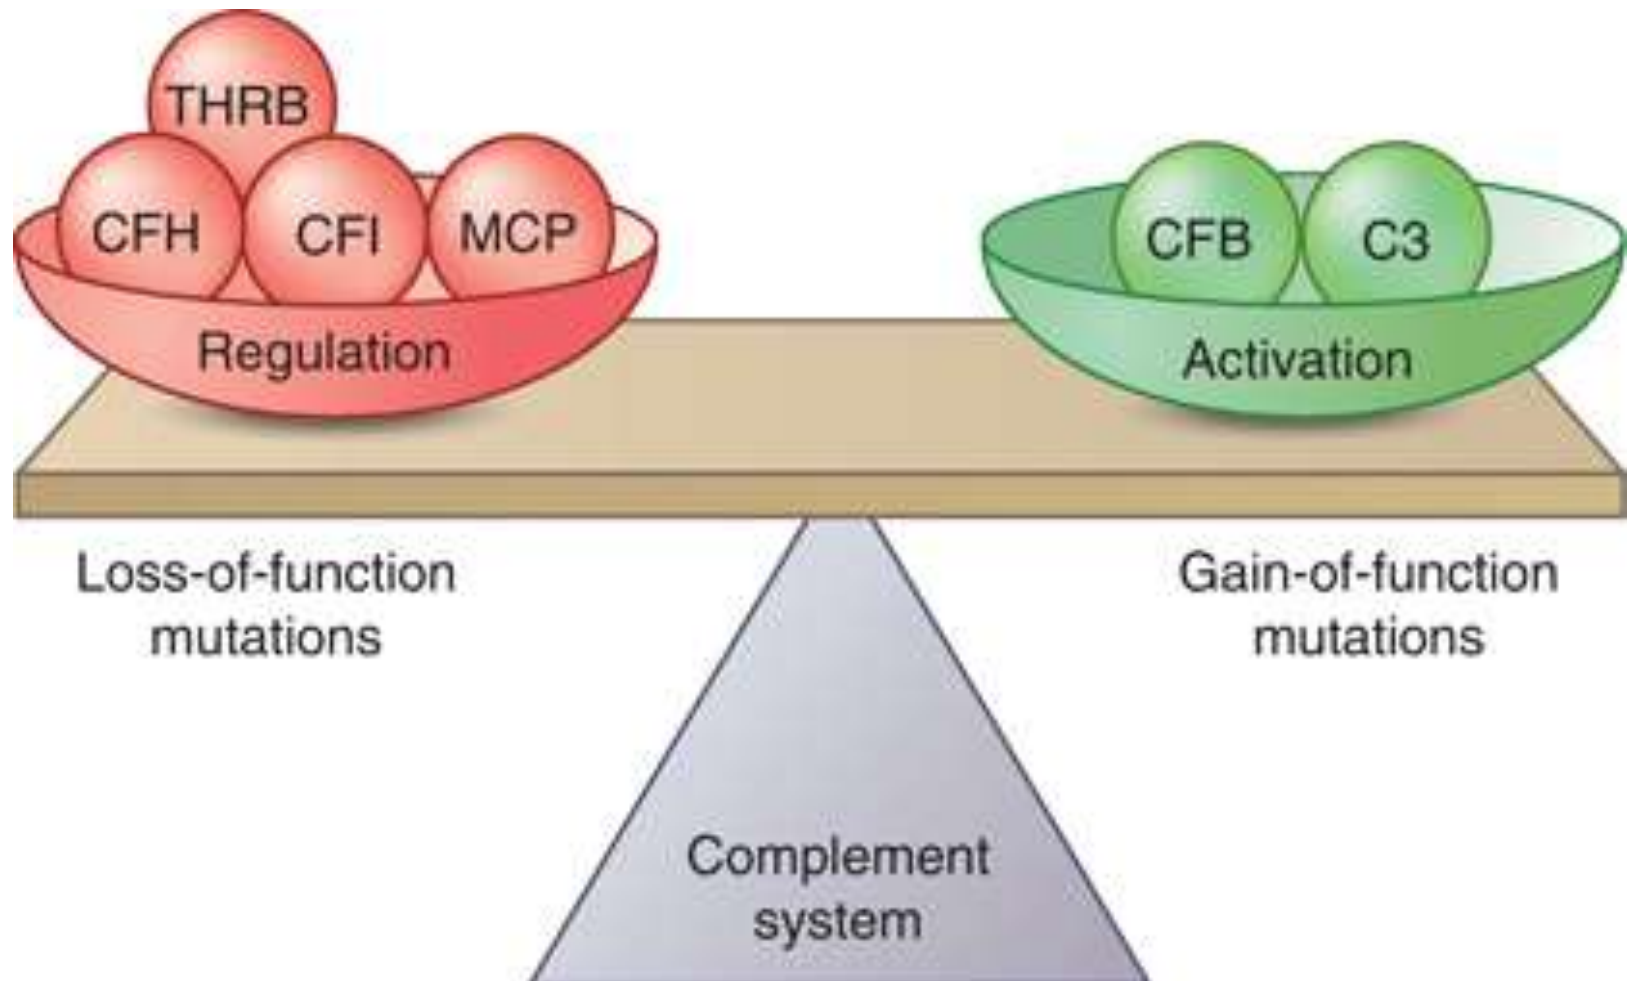 THRB
CFH CFI MCP
Regulation
CFB C3
Activation
Loss-of-function
mutations
Gain-of-function
mutations
Complement
system